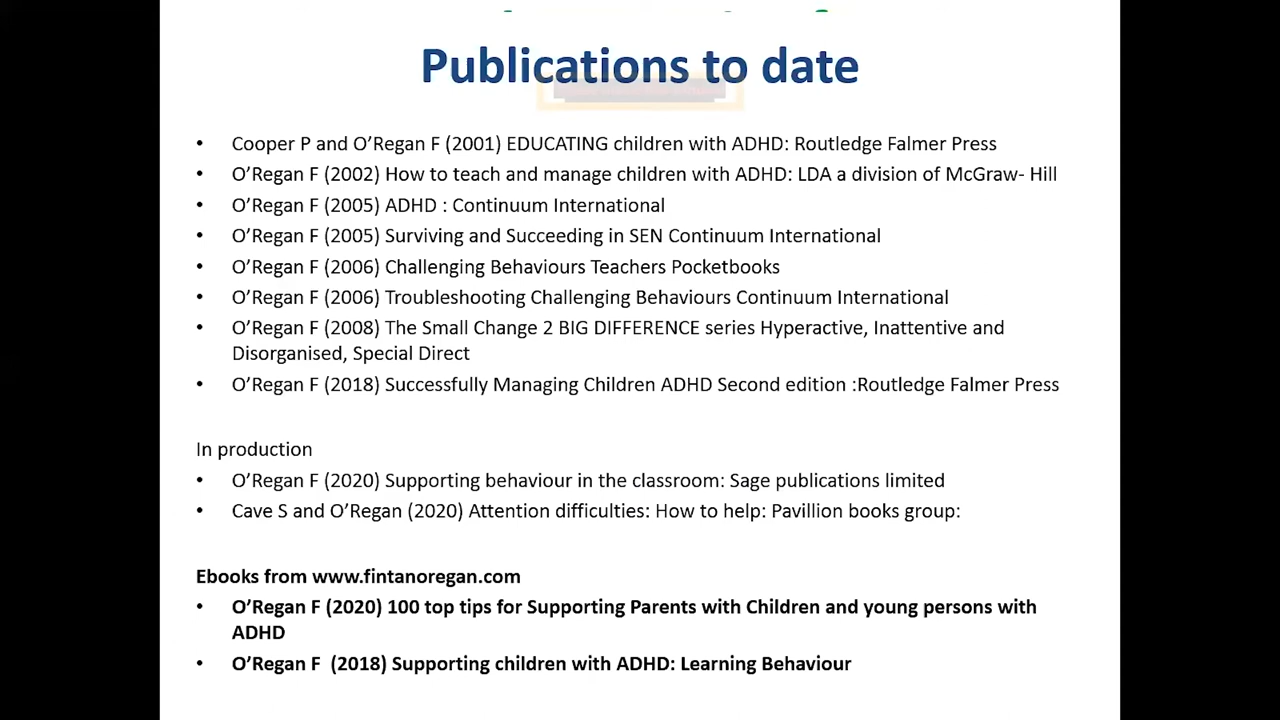 Publications to date
• Cooper P and O’Regan F (2001) EDUCATING children with ADHD: Routledge Falmer Press
• O’Regan F (2002) How to teach and manage children with ADHD: LDA a division of McGraw- Hill
• O’Regan F (2005) ADHD : Continuum International
• O’Regan F (2005) Surviving and Succeeding in SEN Continuum International
• O’Regan F (2006) Challenging Behaviours Teachers Pocketbooks
• O’Regan F (2006) Troubleshooting Challenging Behaviours Continuum International
• O’Regan F (2008) The Small Change 2 BIG DIFFERENCE series Hyperactive, Inattentive and
Disorganised, Special Direct
• O’Regan F (2018) Successfully Managing Children ADHD Second edition :Routledge Falmer Press
In production
• O’Regan F (2020) Supporting behaviour in the classroom: Sage publications limited
• Cave S and O’Regan (2020) Attention difficulties: How to help: Pavillion books group:
Ebooks from www.fintanoregan.com
• O’Regan F (2020) 100 top tips for Supporting Parents with Children and young persons with
ADHD
• O’Regan F  (2018) Supporting children with ADHD: Learning Behaviour